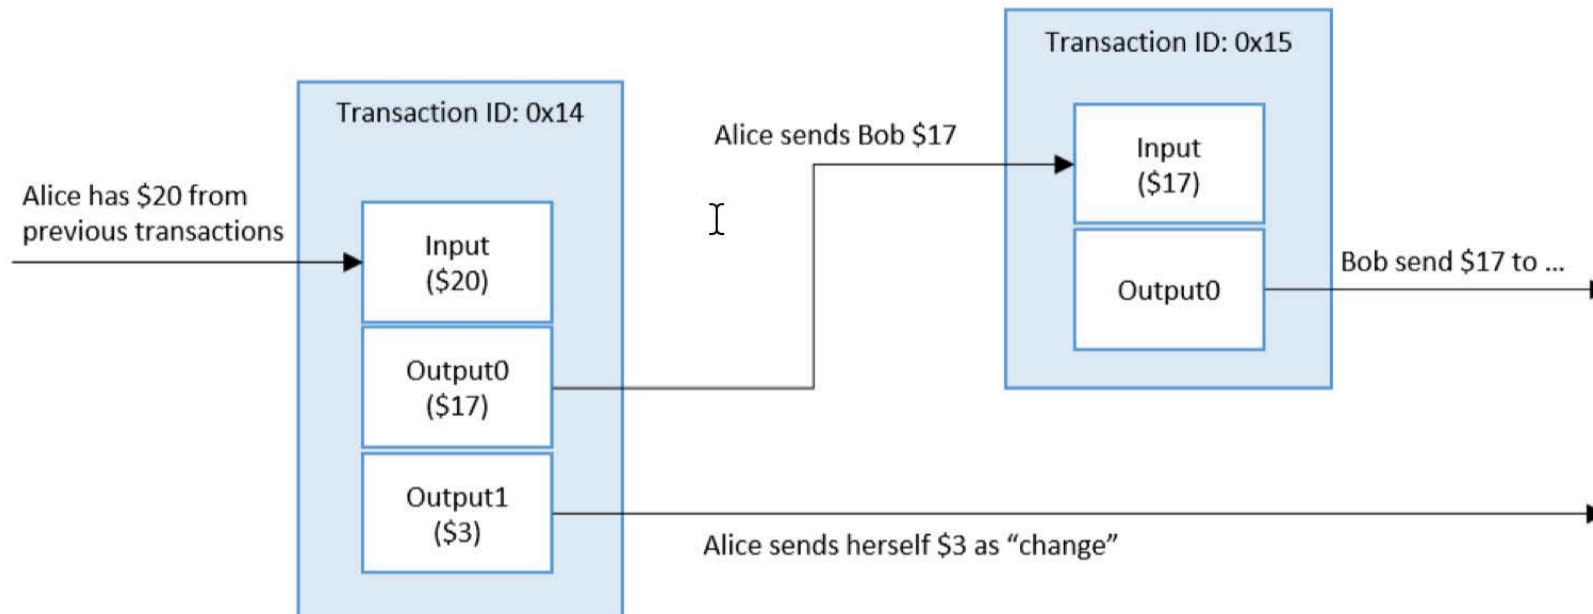 Transaction ID: 0x14
Alice has $20 from
previous transactions
Input
($20)
Output0
($17)
Output1
($3)
Alice sends Bob $17
Transaction ID: 0x15
Input
($17)
Output0
Bob send $17 to ...
Alice sends herself $3 as “change”